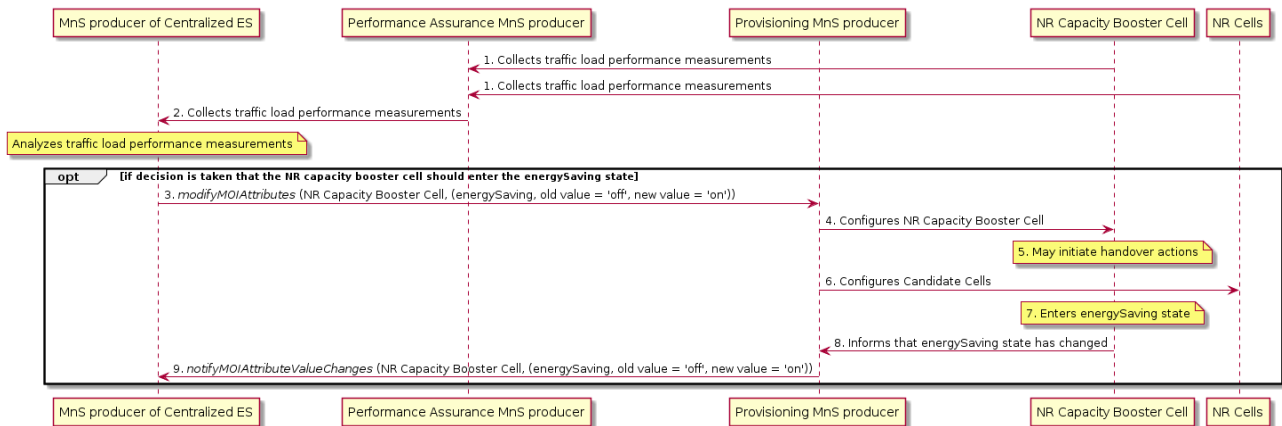 MnS producer of Centralized ES
Performance Assurance MnS producer
Provisioning MnS producer
NR Capacity Booster Cell
NR Cells
1. Collects traffic load performance measurements
1. Collects traffic load performance measurements
2. Collects traffic load performance measurements
Analyzes traffic load performance measurements
opt
[if decision is taken that the NR capacity booster cell should enter the energySaving state]
3. modifyMOIAttributes (NR Capacity Booster Cell, (energySaving, old value = 'off', new value = 'on'))
4. Configures NR Capacity Booster Cell
5. May initiate handover actions
6. Configures Candidate Cells
7. Enters energySaving state
8. Informs that energySaving state has changed
9. notifyMOIAttributeValueChanges (NR Capacity Booster Cell, (energySaving, old value = 'off', new value = 'on'))
MnS producer of Centralized ES
Performance Assurance MnS producer
Provisioning MnS producer
NR Capacity Booster Cell
NR Cells